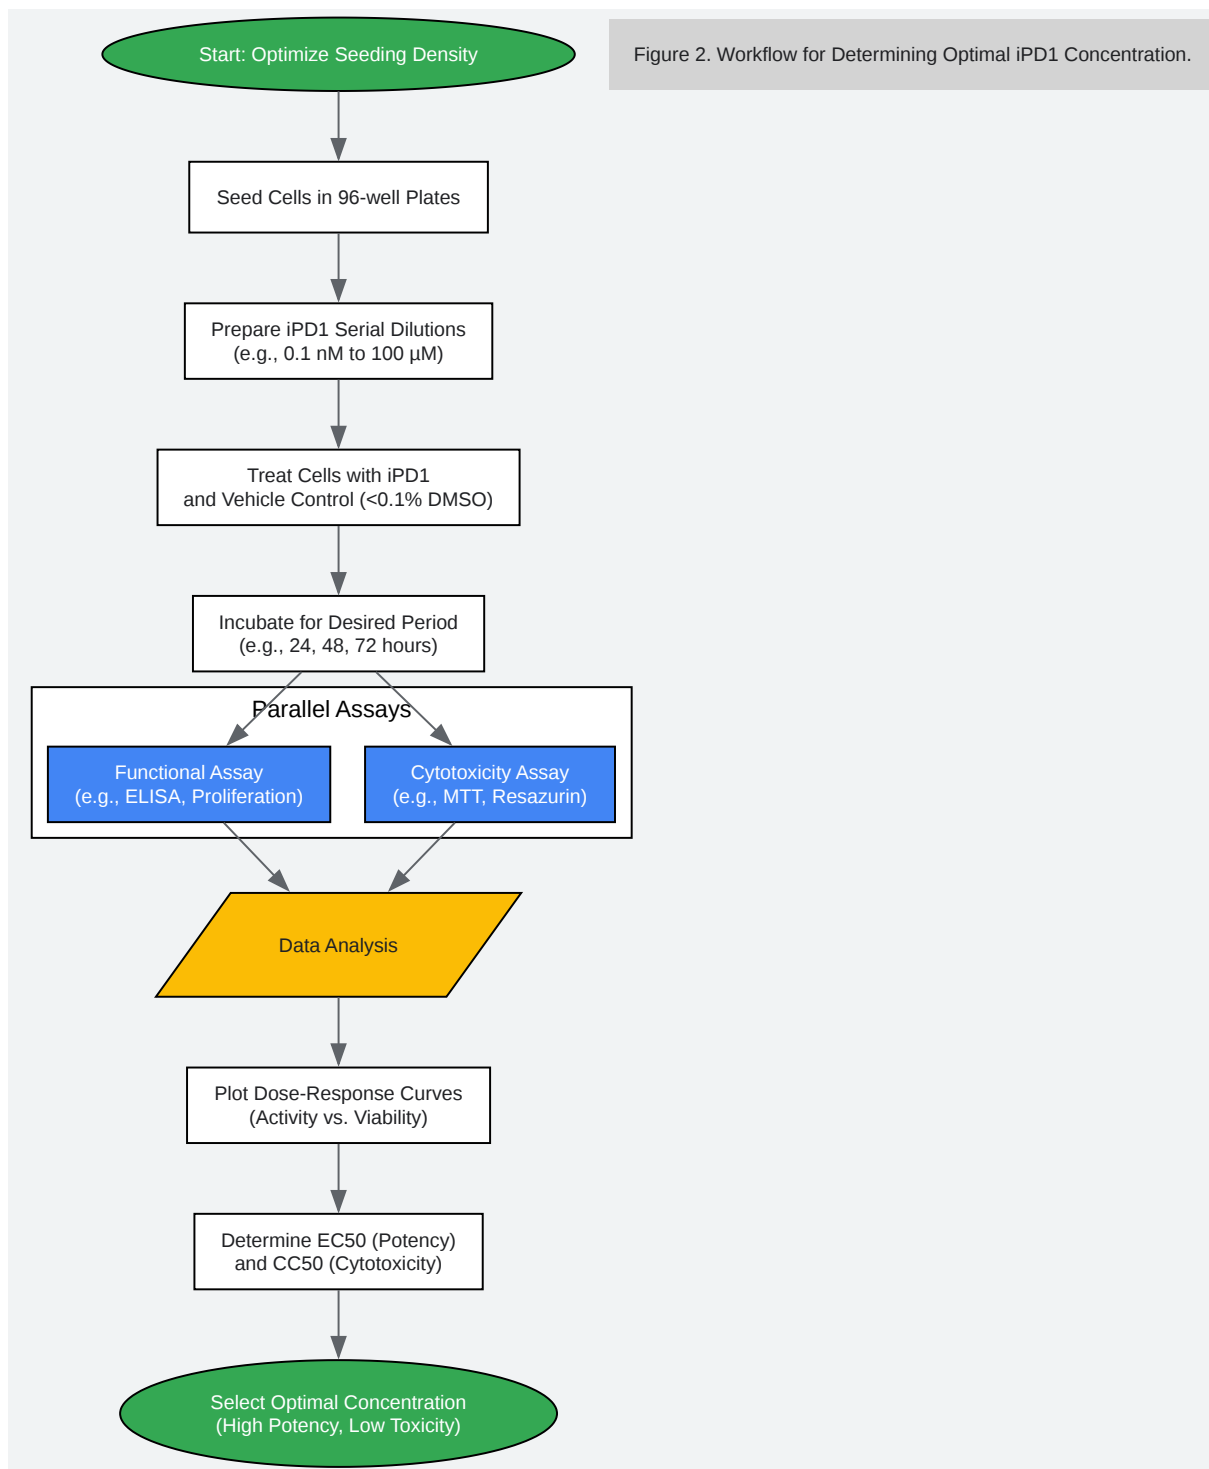 Start: Optimize Seeding Density
Figure 2. Workflow for Determining Optimal iPD1 Concentration.
Seed Cells in 96-well Plates
Prepare iPD1 Serial Dilutions
(e.g., 0.1 nM to 100 µM)
Treat Cells with iPD1
and Vehicle Control (<0.1% DMSO)
Incubate for Desired Period
(e.g., 24, 48, 72 hours)
Parallel Assays
Functional Assay
(e.g., ELISA, Proliferation)
Cytotoxicity Assay
(e.g., MTT, Resazurin)
Data Analysis
Plot Dose-Response Curves
(Activity vs. Viability)
Determine EC50 (Potency)
and CC50 (Cytotoxicity)
Select Optimal Concentration
(High Potency, Low Toxicity)